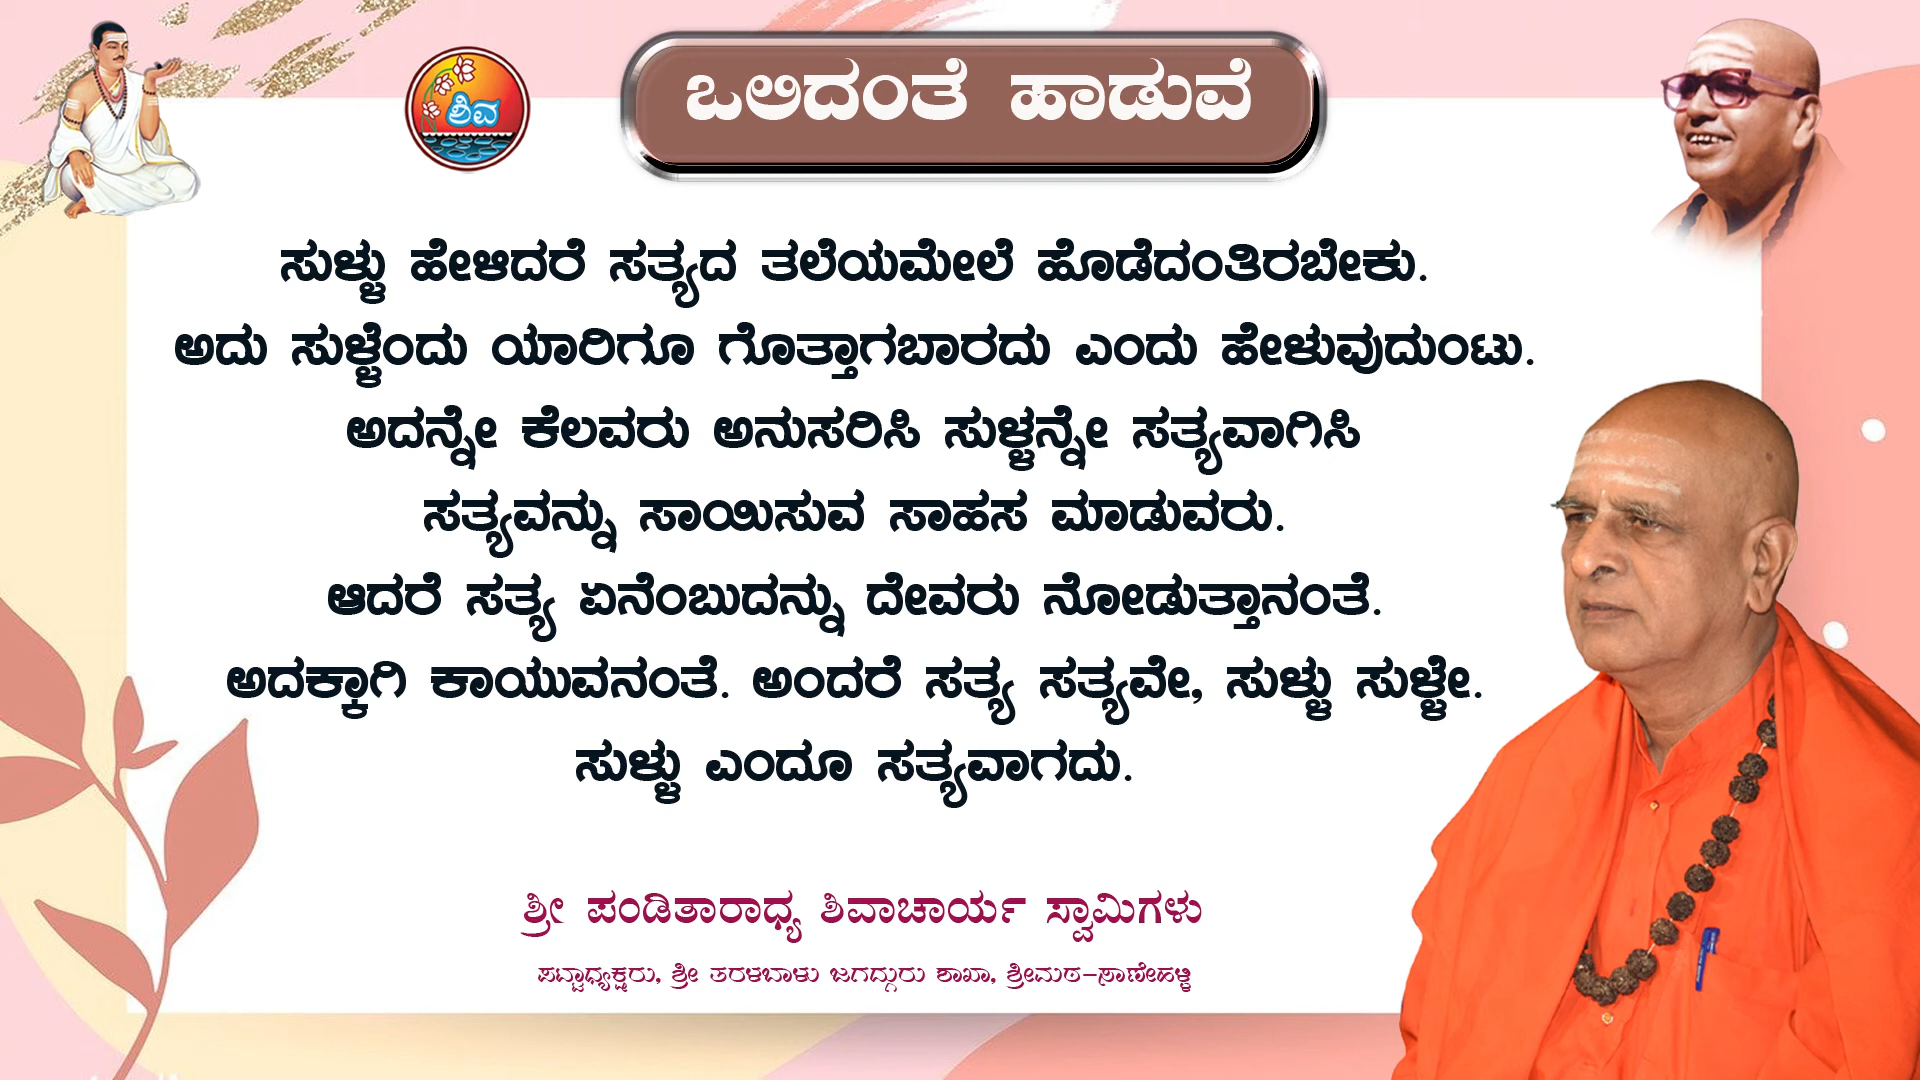 ಶಿವ
ಒಲಿದಂತೆ ಹಾಡುವೆ
ಸುಳ್ಳು ಹೇಳಿದರೆ ಸತ್ಯದ ತಲೆಯಮೇಲೆ ಹೊಡೆದಂತಿರಬೇಕು.
ಅದು ಸುಳ್ಳೆಂದು ಯಾರಿಗೂ ಗೊತ್ತಾಗಬಾರದು ಎಂದು ಹೇಳುವುದುಂಟು.
ಅದನ್ನೇ ಕೆಲವರು ಅನುಸರಿಸಿ ಸುಳ್ಳನ್ನೇ ಸತ್ಯವಾಗಿಸಿ
ಸತ್ಯವನ್ನು ಸಾಯಿಸುವ ಸಾಹಸ ಮಾಡುವರು.
ಆದರೆ ಸತ್ಯ ಏನೆಂಬುದನ್ನು ದೇವರು ನೋಡುತ್ತಾನಂತೆ.
ಅದಕ್ಕಾಗಿ ಕಾಯುವನಂತೆ. ಅಂದರೆ ಸತ್ಯ ಸತ್ಯವೇ, ಸುಳ್ಳು ಸುಳ್ಳೇ.
ಸುಳ್ಳು ಎಂದೂ ಸತ್ಯವಾಗದು.
ಶ್ರೀ ಪಂಡಿತಾರಾಧ್ಯ ಶಿವಾಚಾರ್ಯ ಸ್ವಾಮಿಗಳು
ಪಟ್ಟಾಧ್ಯಕ್ಷರು, ಶ್ರೀ ತರಳಬಾಳು ಜಗದ್ಗುರು ಶಾಖಾ, ಶ್ರೀಮಠ-ಸಾಣೇಹಳ್ಳಿ